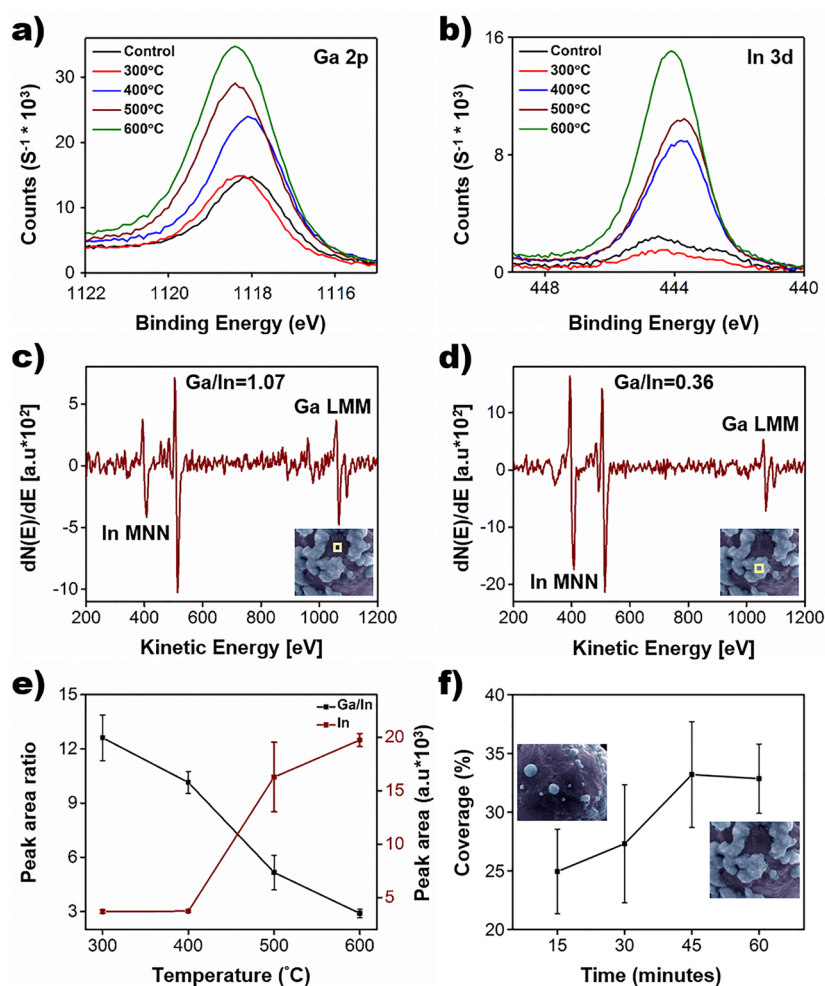 a)
Ga 2p
Control
300°C
400°C
500°C
600°C
Counts (S⁻¹ * 10³)
30
20
10
0
1122
1120
1118
1116
Binding Energy (eV)
b)
In 3d
Control
300°C
400°C
500°C
600°C
Counts (S⁻¹ * 10³)
16
8
0
448
444
440
Binding Energy (eV)
c)
Ga/In=1.07
Ga LMM
In MNN
dN(E)/dE [a.u*10²]
5
0
-5
-10
200
400
600
800
1000
1200
Kinetic Energy [eV]
d)
Ga/In=0.36
Ga LMM
In MNN
dN(E)/dE [a.u*10²]
10
0
-10
-20
200
400
600
800
1000
1200
Kinetic Energy [eV]
e)
Ga/In
In
Peak area ratio
15
12
9
6
3
Peak area (a.u*10³)
20
15
10
5
300
400
500
600
Temperature (°C)
f)
Coverage (%)
40
35
30
25
20
15
30
45
60
Time (minutes)